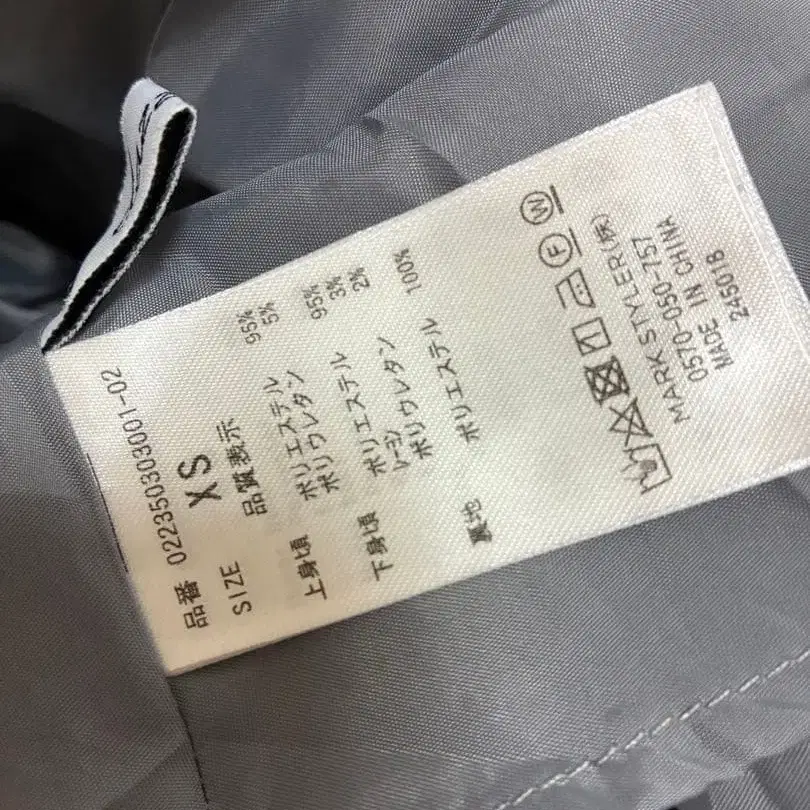 品番 022350303001-02
SIZE XS
品質表示
上身頃 ポリエステル 95%
ポリウレタン 5%
下身頃 ポリエステル 95%
レーヨン 3%
ポリウレタン 2%
裏地 ポリエステル 100%
F W
MARK STYLER(株)
0570-050-757
MADE IN CHINA
245018